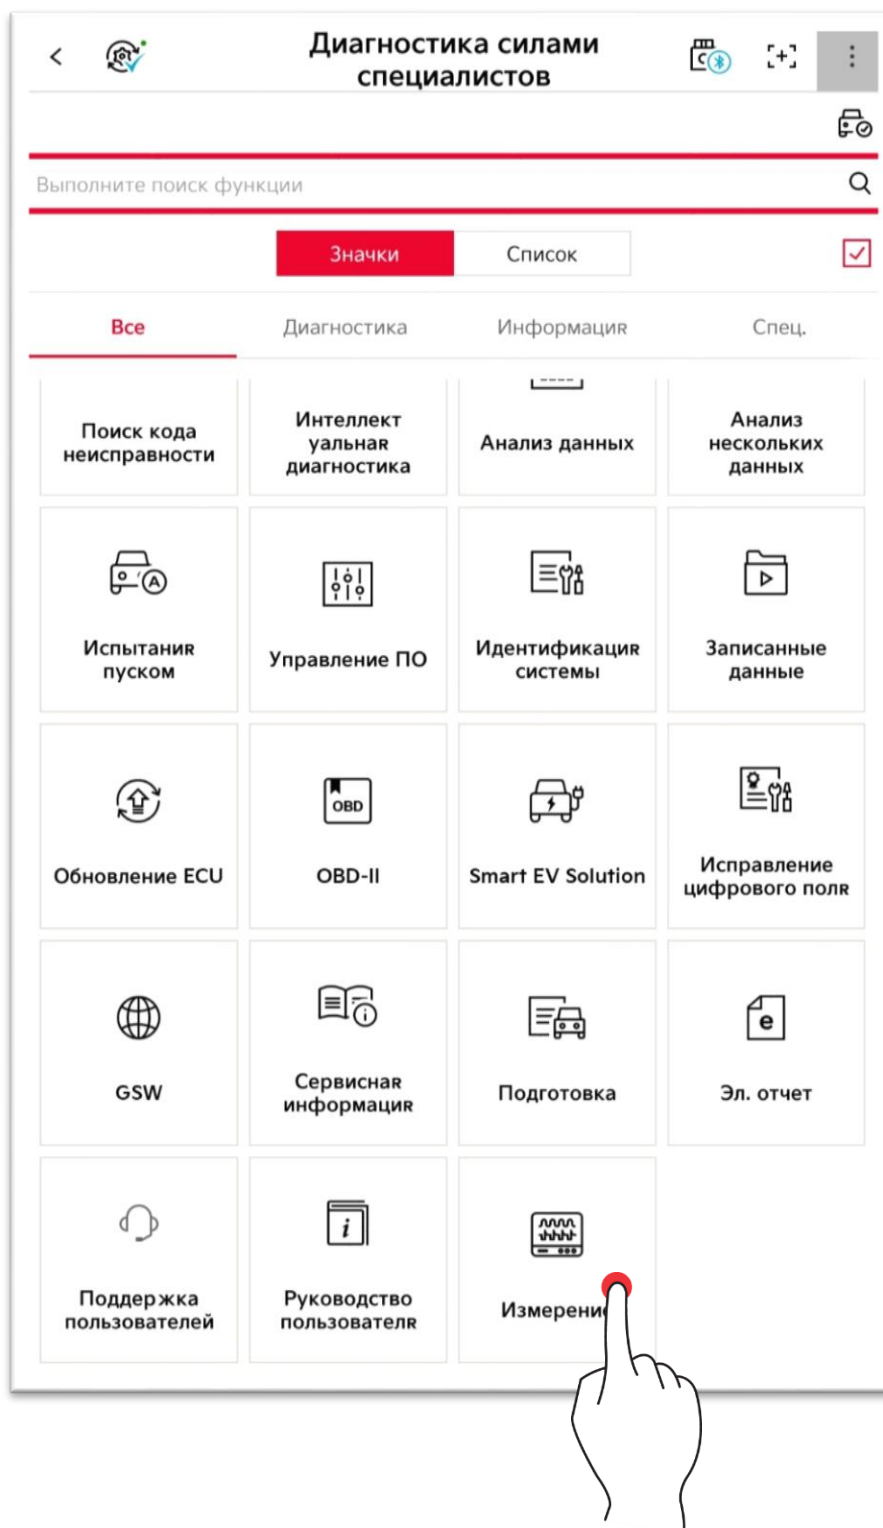 Диагностика силами
специалистов
Выполните поиск функции
Значки
Список
Все
Диагностика
Информация
Спец.
Поиск кода
неисправности
Интеллект
уальная
диагностика
Анализ данных
Анализ
нескольких
данных
Испытания
пуском
Управление ПО
Идентификация
системы
Записанные
данные
Обновление ECU
OBD
OBD-II
Smart EV Solution
Исправление
цифрового поля
GSW
Сервисная
информация
Подготовка
e
Эл. отчет
Поддержка
пользователей
i
Руководство
пользователя
Измерение